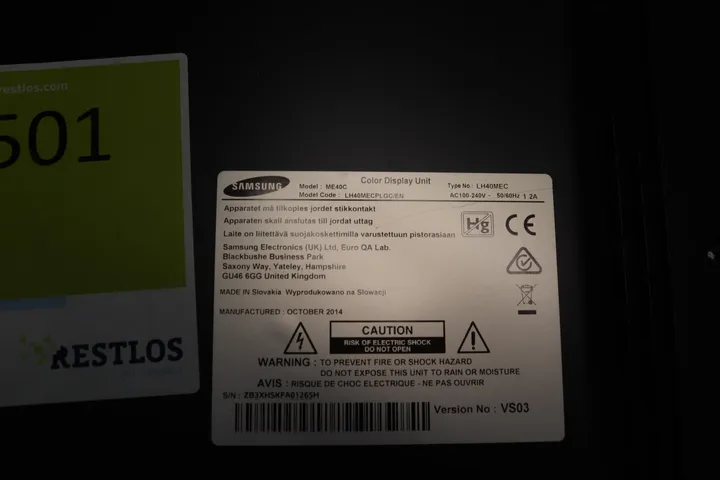 restlos.com
501
RESTLOS
SAMSUNG
Color Display Unit
Model : ME40C
Type No.: LH40MEC
Model Code : LH40MECPLGC/EN
AC100-240V~ 50/60Hz 1.2A
Apparatet må tilkoples jordet stikkontakt
Apparaten skall anslutas till jordat uttag
Laite on liitettävä suojakoskettimilla varustettuun pistorasiaan
Hg
CE
Samsung Electronics (UK) Ltd, Euro QA Lab.
Blackbushe Business Park
Saxony Way, Yateley, Hampshire
GU46 6GG United Kingdom
MADE IN Slovakia Wyprodukowano na Słowacji
MANUFACTURED : OCTOBER 2014
CAUTION
RISK OF ELECTRIC SHOCK
DO NOT OPEN
WARNING : TO PREVENT FIRE OR SHOCK HAZARD
DO NOT EXPOSE THIS UNIT TO RAIN OR MOISTURE
AVIS : RISQUE DE CHOC ELECTRIQUE - NE PAS OUVRIR
S/N : ZB3XHSKFA01265H
Version No : VS03